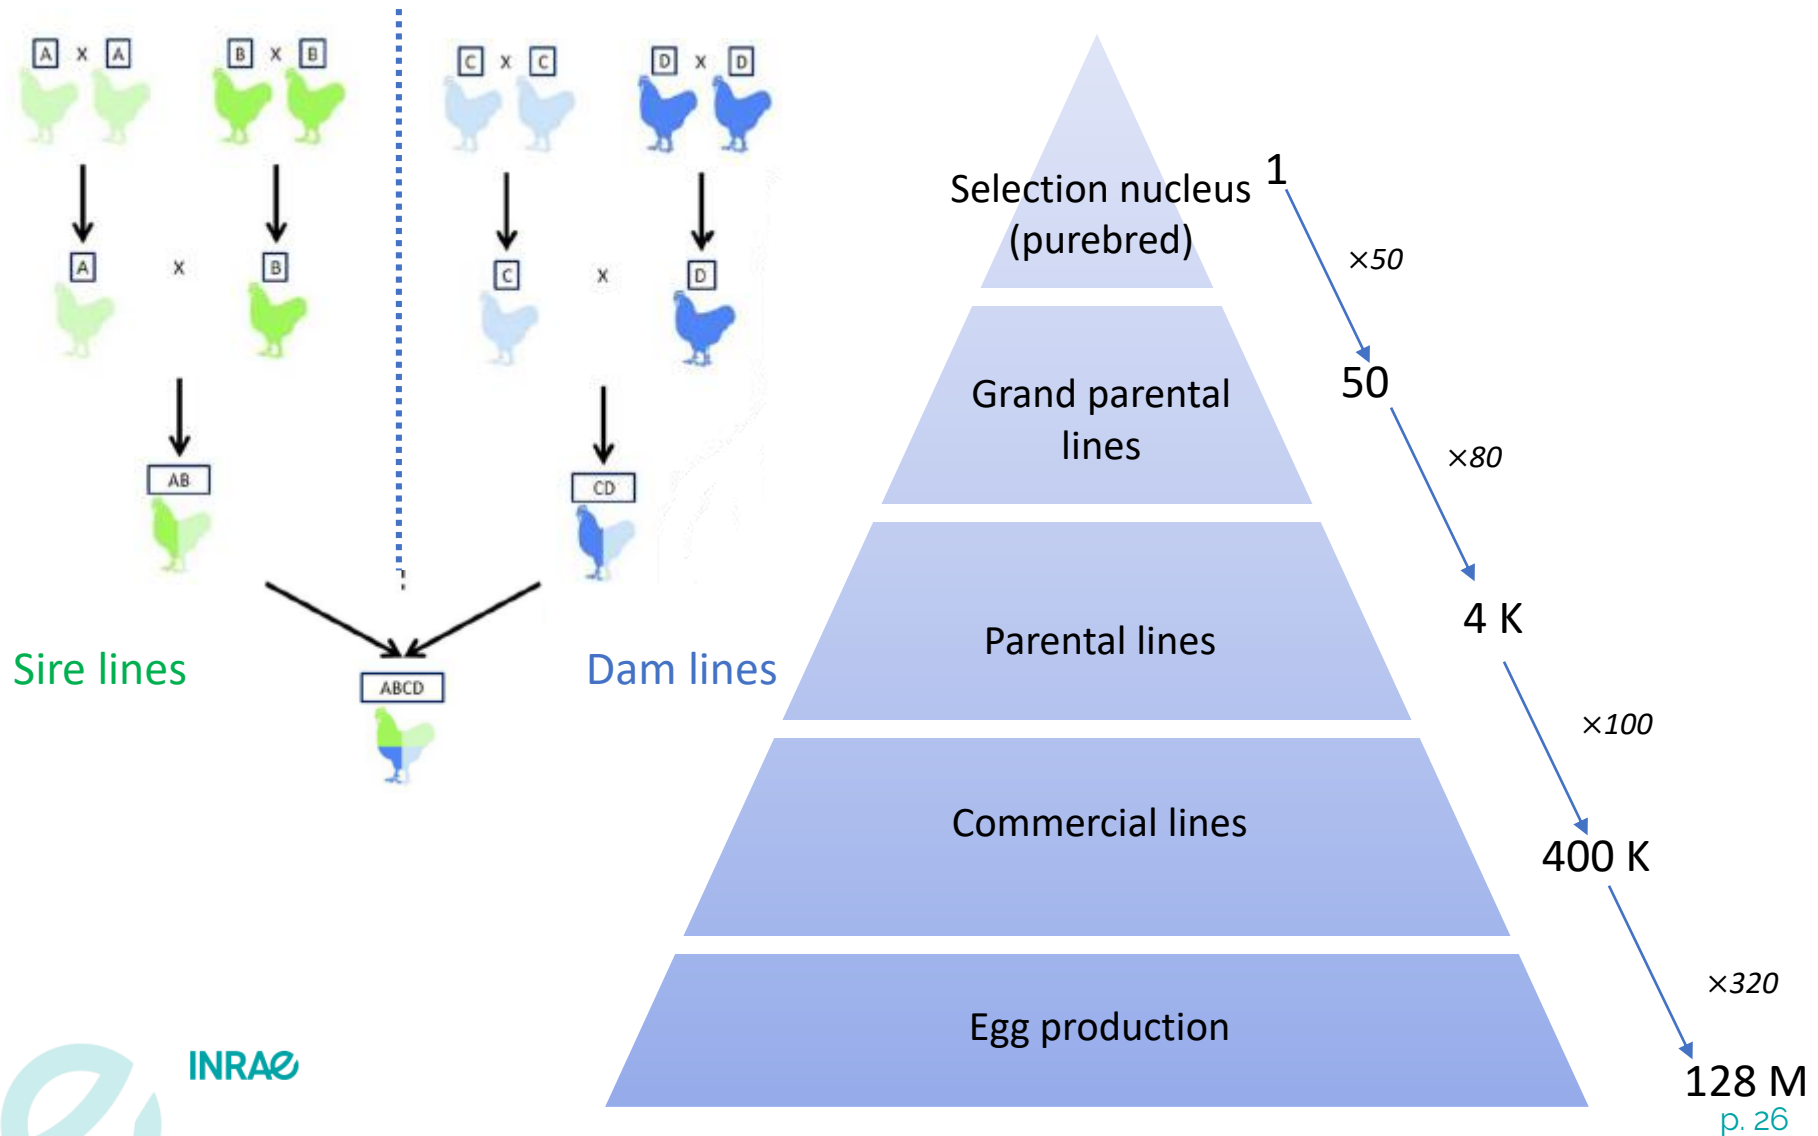 A x A
B x B
C x C
D x D
A x B
C x D
AB
CD
ABCD
Sire lines
Dam lines
Selection nucleus
(purebred)
Grand parental
lines
Parental lines
Commercial lines
Egg production
1
×50
50
×80
4 K
×100
400 K
×320
128 M
INRAE
p. 26